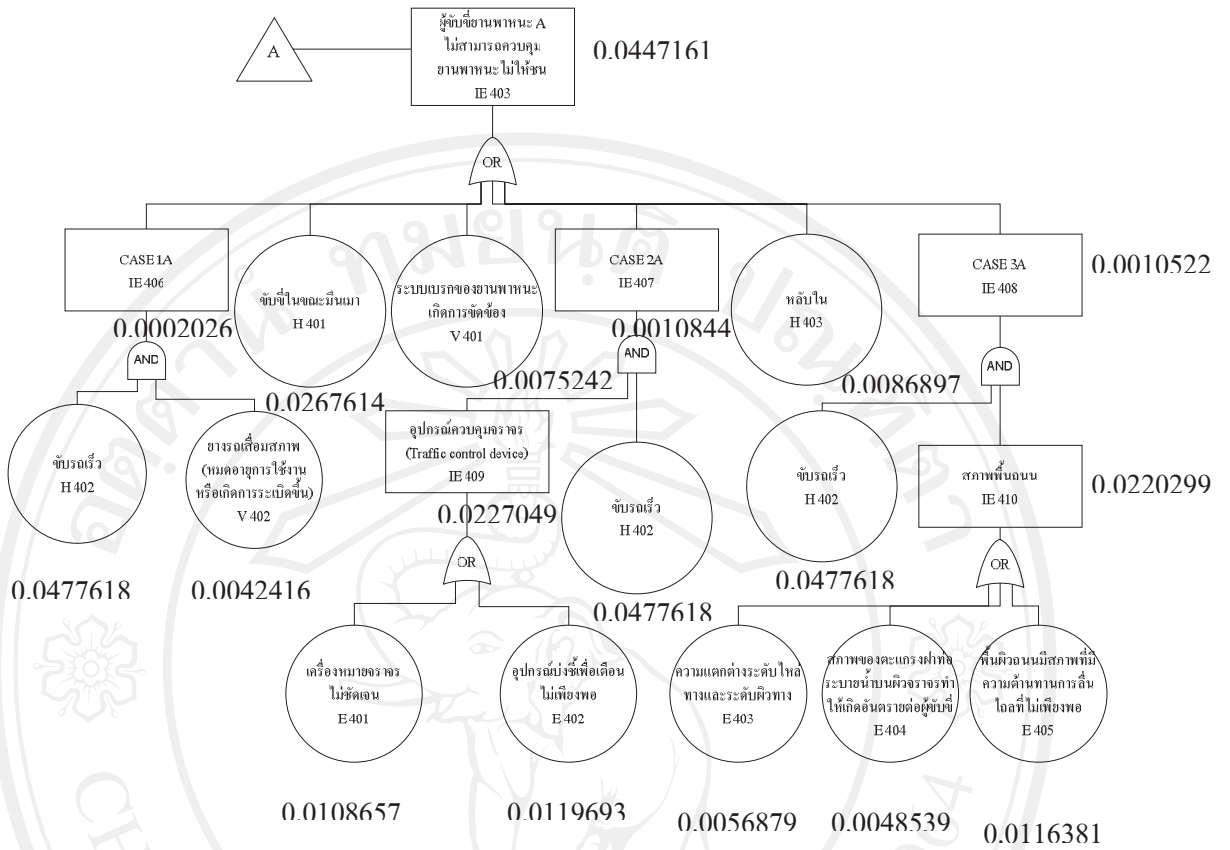 A
ผู้ขับขี่ยานพาหนะ A
ไม่สามารถควบคุม
ยานพาหนะไม่ให้ชน
IE 403
0.0447161
OR
CASE 1A
IE 406
0.0002026
ขับขี่ในขณะมึนเมา
H 401
0.0267614
ระบบเบรกของยานพาหนะ
เกิดการขัดข้อง
V 401
0.0075242
CASE 2A
IE 407
0.0010844
หลับใน
H 403
0.0086897
CASE 3A
IE 408
0.0010522
AND
AND
AND
ขับรถเร็ว
H 402
0.0477618
ยางรถเสื่อมสภาพ
(หมดอายุการใช้งาน
หรือเกิดการระเบิดขึ้น)
V 402
0.0042416
อุปกรณ์ควบคุมจราจร
(Traffic control device)
IE 409
0.0227049
ขับรถเร็ว
H 402
0.0477618
ขับรถเร็ว
H 402
0.0477618
สภาพพื้นถนน
IE 410
0.0220299
OR
OR
เครื่องหมายจราจร
ไม่ชัดเจน
E 401
0.0108657
อุปกรณ์บ่งชี้เพื่อเตือน
ไม่เพียงพอ
E 402
0.0119693
ความแตกต่างระดับไหล่
ทางและระดับผิวทาง
E 403
0.0056879
สภาพของตะแกรงฝาท่อ
ระบายน้ำบนผิวจราจรทำ
ให้เกิดอันตรายต่อผู้ขับขี่
E 404
0.0048539
พื้นผิวถนนมีสภาพที่มี
ความต้านทานการลื่น
ไถลที่ไม่เพียงพอ
E 405
0.0116381